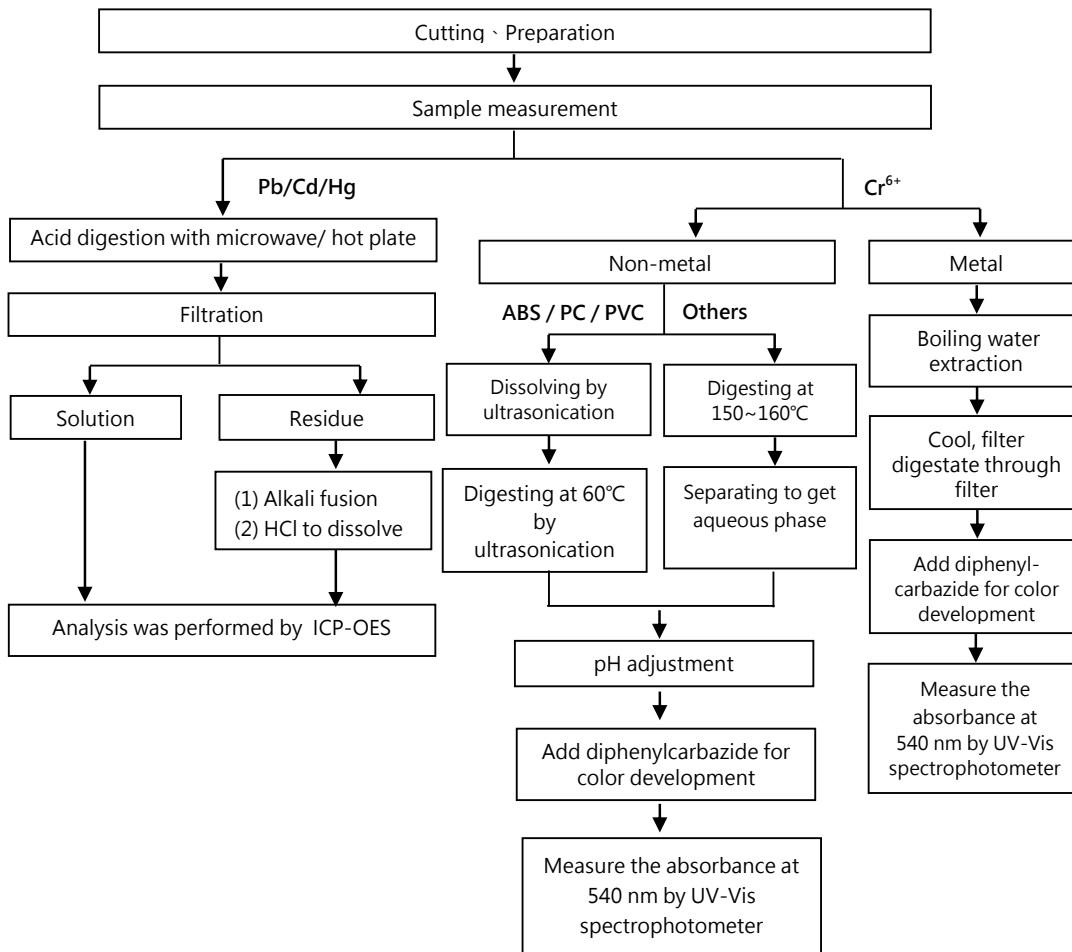 Cutting、Preparation
Sample measurement
Pb/Cd/Hg
Cr⁶⁺
Acid digestion with microwave/ hot plate
Filtration
Solution
Residue
(1) Alkali fusion
(2) HCl to dissolve
Analysis was performed by ICP-OES
Non-metal
ABS / PC / PVC
Others
Dissolving by
ultrasonication
Digesting at 60℃
by
ultrasonication
Digesting at
150~160℃
Separating to get
aqueous phase
pH adjustment
Add diphenylcarbazide for
color development
Measure the absorbance at
540 nm by UV-Vis
spectrophotometer
Metal
Boiling water
extraction
Cool, filter
digestate through
filter
Add diphenyl-
carbazide for color
development
Measure the
absorbance at
540 nm by UV-Vis
spectrophotometer